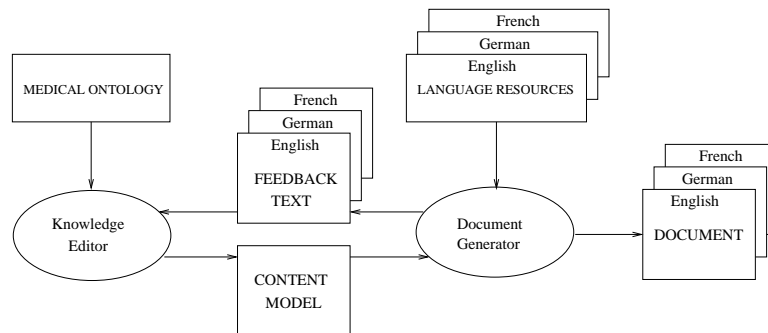 French
German
English
LANGUAGE RESOURCES
MEDICAL ONTOLOGY
French
German
English
FEEDBACK
TEXT
French
German
English
DOCUMENT
Knowledge
Editor
Document
Generator
CONTENT
MODEL